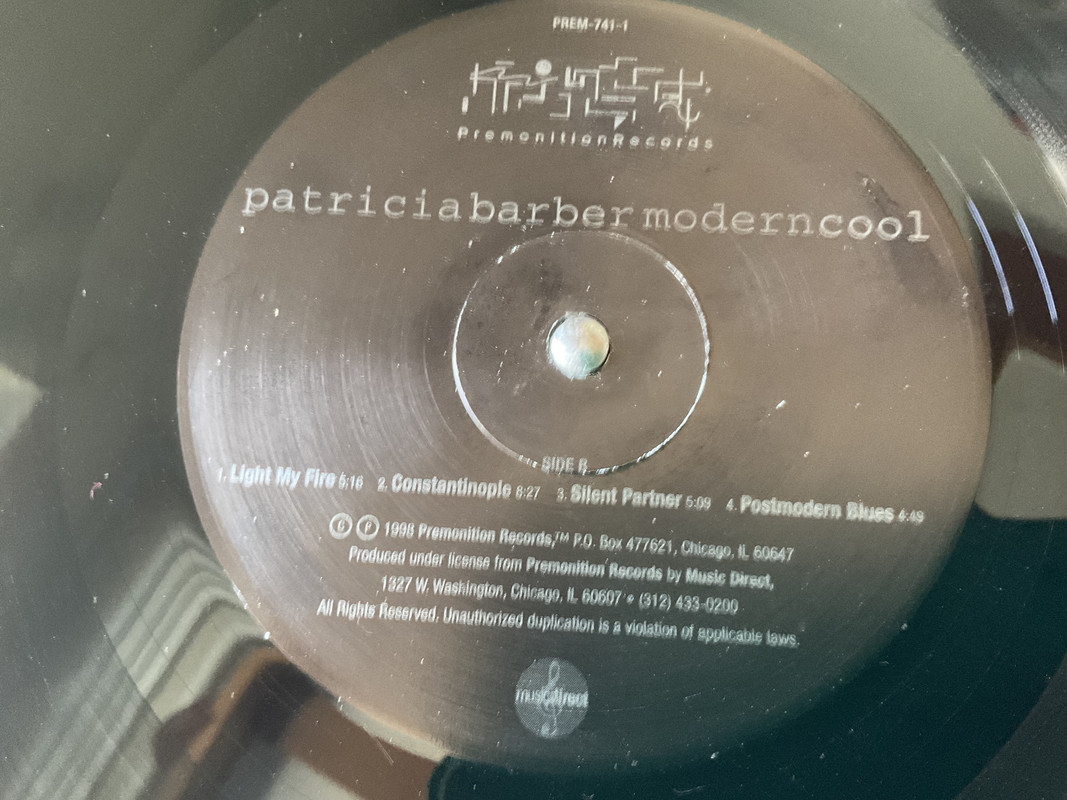 PREM-741-1
PremonitionRecords
patriciabarbermoderncool
SIDE B
1. Light My Fire 5:16 2. Constantinople 8:27 3. Silent Partner 5:09 4. Postmodern Blues 4:49
Ⓒ Ⓟ 1998 Premonition Records,™ P.O. Box 477621, Chicago, IL 60647
Produced under license from Premonition Records by Music Direct,
1327 W. Washington, Chicago, IL 60607 • (312) 433-0200
All Rights Reserved. Unauthorized duplication is a violation of applicable laws.
musicdirect